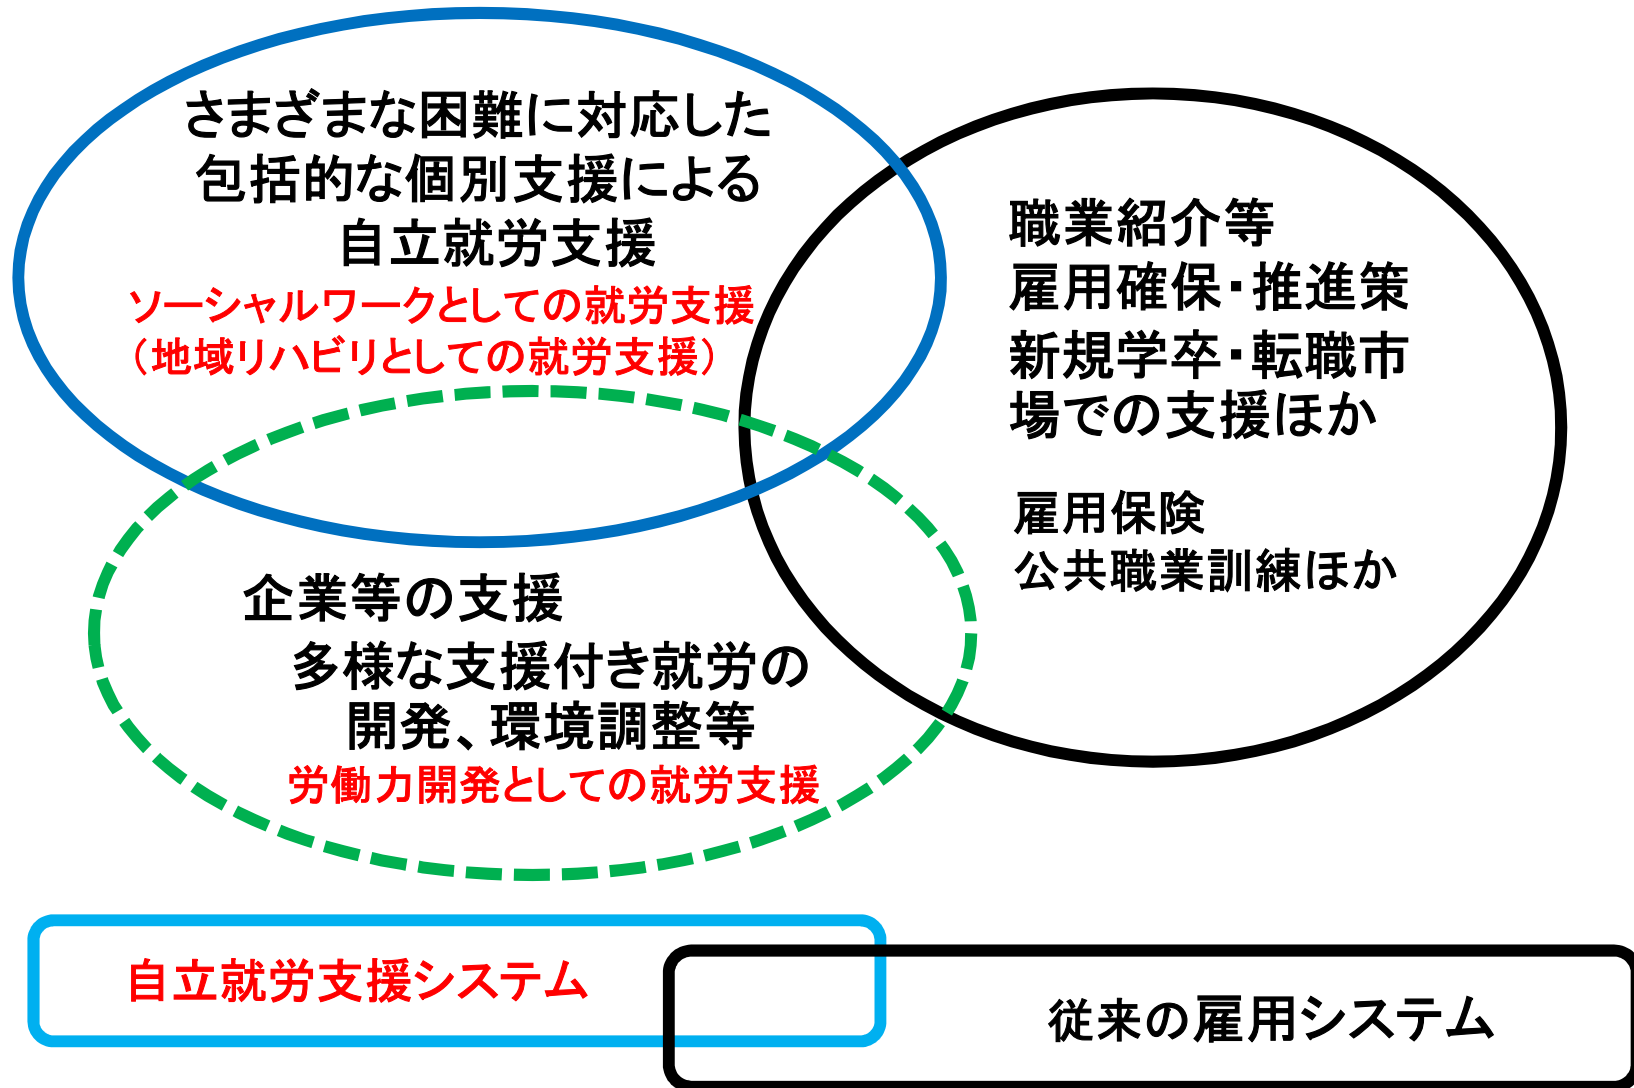 さまざまな困難に対応した
包括的な個別支援による
自立就労支援
ソーシャルワークとしての就労支援
（地域リハビリとしての就労支援）
職業紹介等
雇用確保・推進策
新規学卒・転職市
場での支援ほか
雇用保険
公共職業訓練ほか
企業等の支援
多様な支援付き就労の
開発、環境調整等
労働力開発としての就労支援
自立就労支援システム
従来の雇用システム